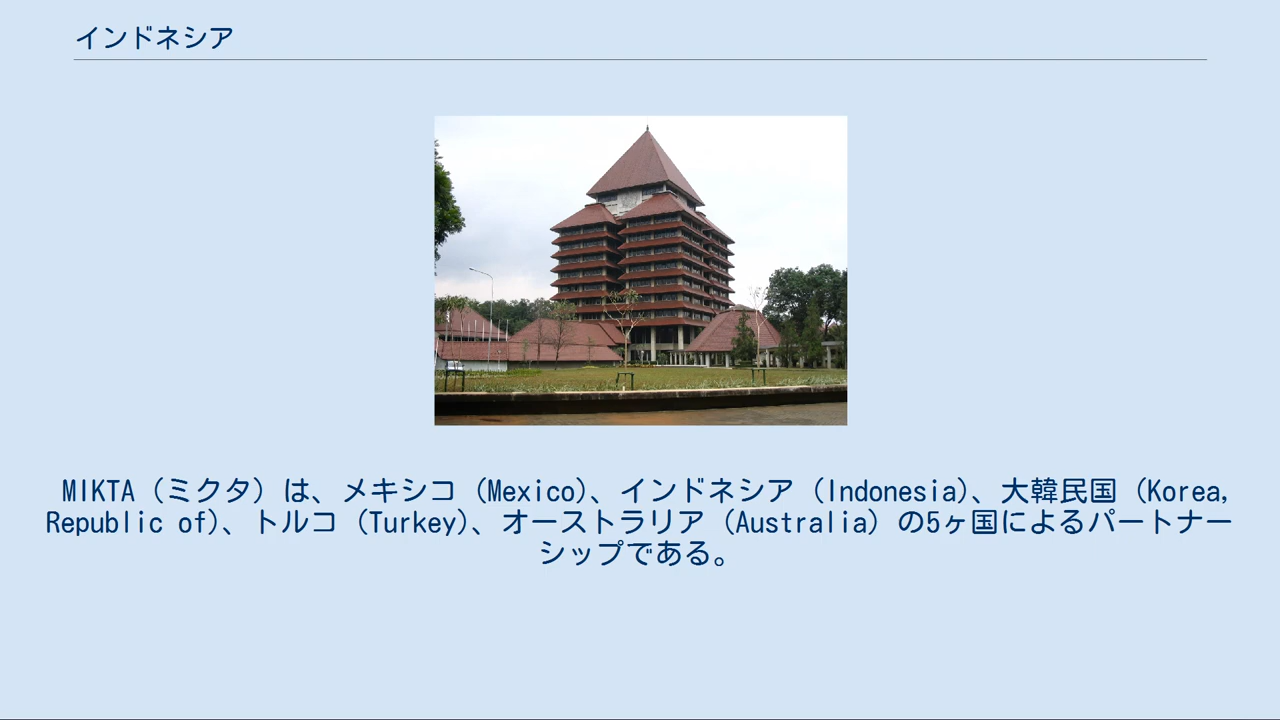 インドネシア
MIKTA（ミクタ）は、メキシコ（Mexico)、インドネシア（Indonesia)、大韓民国（Korea,
Republic of)、トルコ（Turkey)、オーストラリア（Australia）の5ヶ国によるパートナー
シップである。